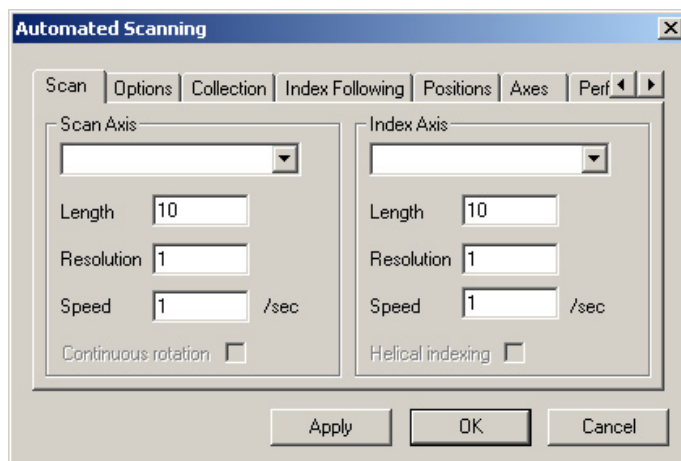 Automated Scanning
Scan Options Collection Index Following Positions Axes
Scan Axis
Length 10
Resolution 1
Speed 1 /sec
Continuous rotation
Index Axis
Length 10
Resolution 1
Speed 1 /sec
Helical indexing
Apply OK Cancel